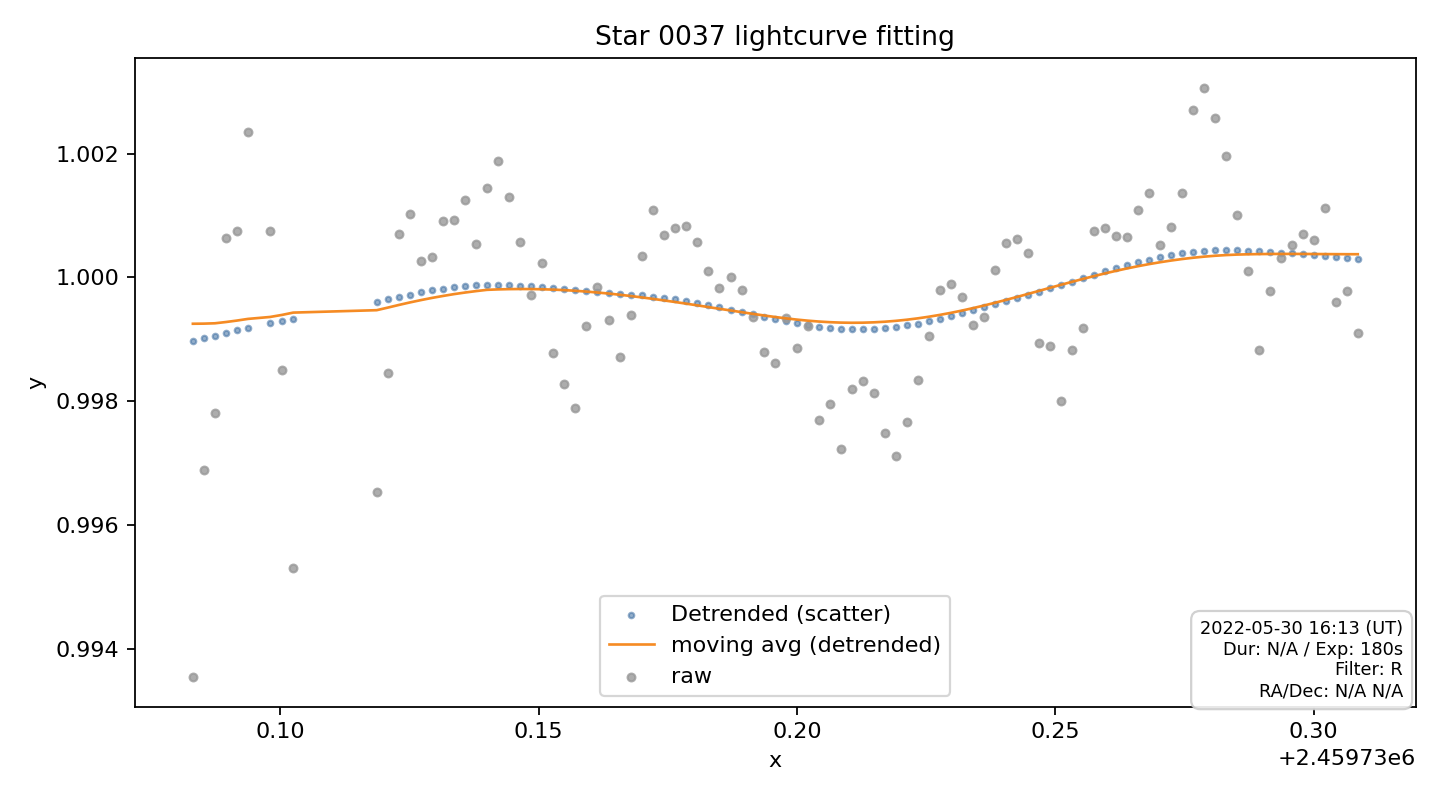 Star 0037 lightcurve fitting
y
1.002
1.000
0.998
0.996
0.994
Detrended (scatter)
moving avg (detrended)
raw
2022-05-30 16:13 (UT)
Dur: N/A / Exp: 180s
Filter: R
RA/Dec: N/A N/A
0.10 0.15 0.20 0.25 0.30
x
+2.45973e6